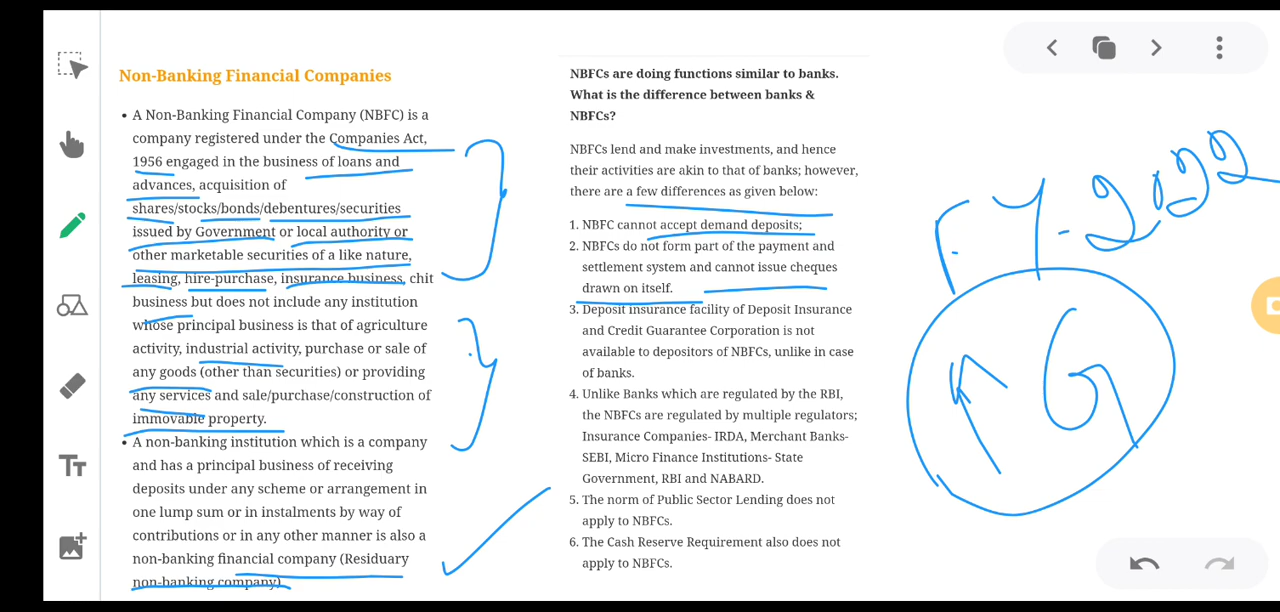 Non-Banking Financial Companies
• A Non-Banking Financial Company (NBFC) is a
company registered under the Companies Act,
1956 engaged in the business of loans and
advances, acquisition of
shares/stocks/bonds/debentures/securities
issued by Government or local authority or
other marketable securities of a like nature,
leasing, hire-purchase, insurance business, chit
business but does not include any institution
whose principal business is that of agriculture
activity, industrial activity, purchase or sale of
any goods (other than securities) or providing
any services and sale/purchase/construction of
immovable property.
• A non-banking institution which is a company
and has a principal business of receiving
deposits under any scheme or arrangement in
one lump sum or in instalments by way of
contributions or in any other manner is also a
non-banking financial company (Residuary
non-banking company)
NBFCs are doing functions similar to banks.
What is the difference between banks &
NBFCs?
NBFCs lend and make investments, and hence
their activities are akin to that of banks; however,
there are a few differences as given below:
1. NBFC cannot accept demand deposits;
2. NBFCs do not form part of the payment and
settlement system and cannot issue cheques
drawn on itself.
3. Deposit insurance facility of Deposit Insurance
and Credit Guarantee Corporation is not
available to depositors of NBFCs, unlike in case
of banks.
4. Unlike Banks which are regulated by the RBI,
the NBFCs are regulated by multiple regulators;
Insurance Companies- IRDA, Merchant Banks-
SEBI, Micro Finance Institutions- State
Government, RBI and NABARD.
5. The norm of Public Sector Lending does not
apply to NBFCs.
6. The Cash Reserve Requirement also does not
apply to NBFCs.
F.Y-2022
TT